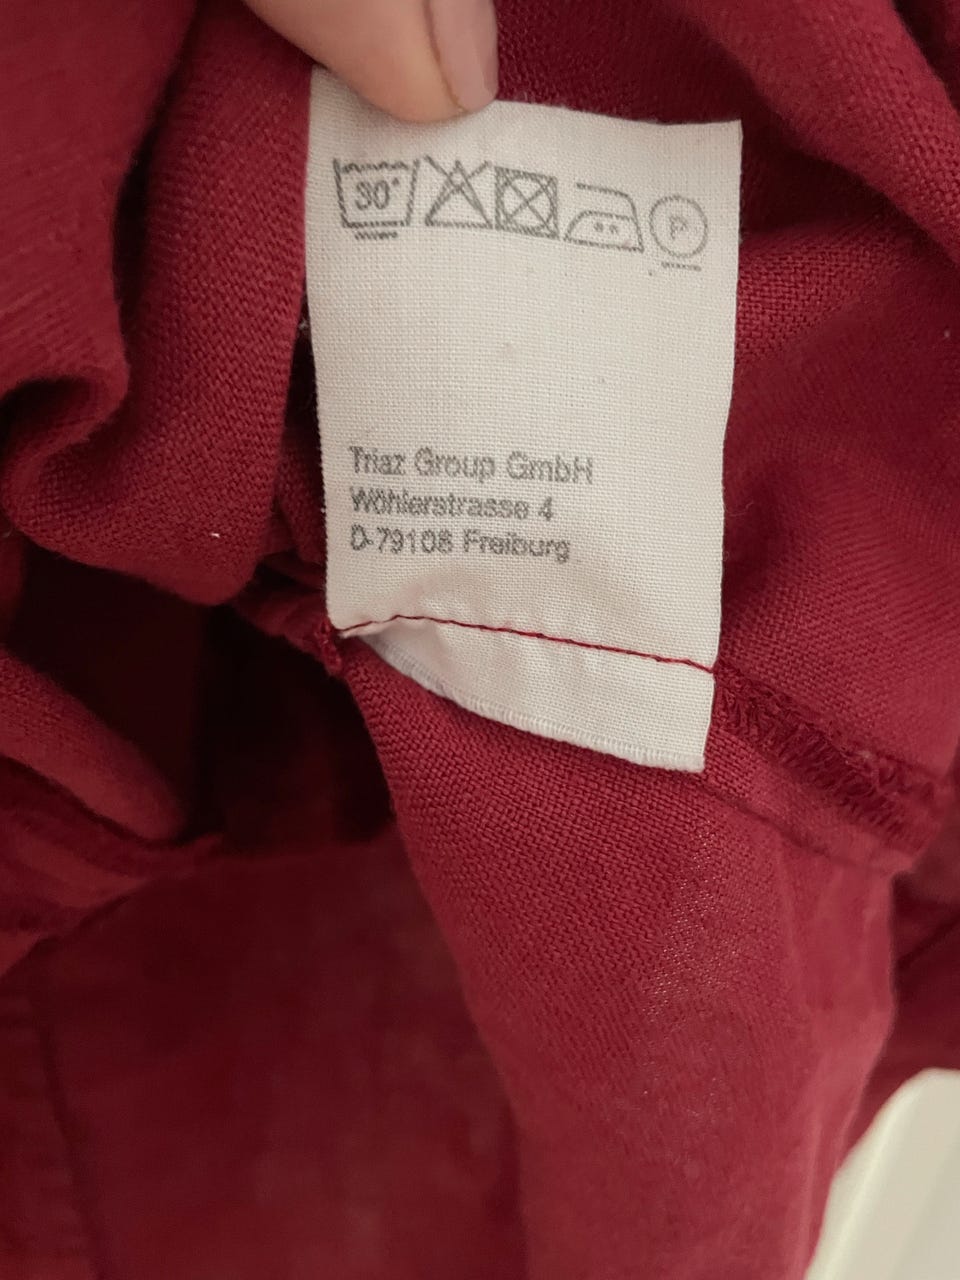 30°
P
Triaz Group GmbH
Wöhlerstrasse 4
D-79108 Freiburg